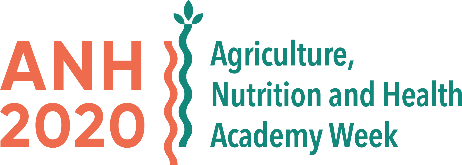 ANH
2020
Agriculture,
Nutrition and Health
Academy Week